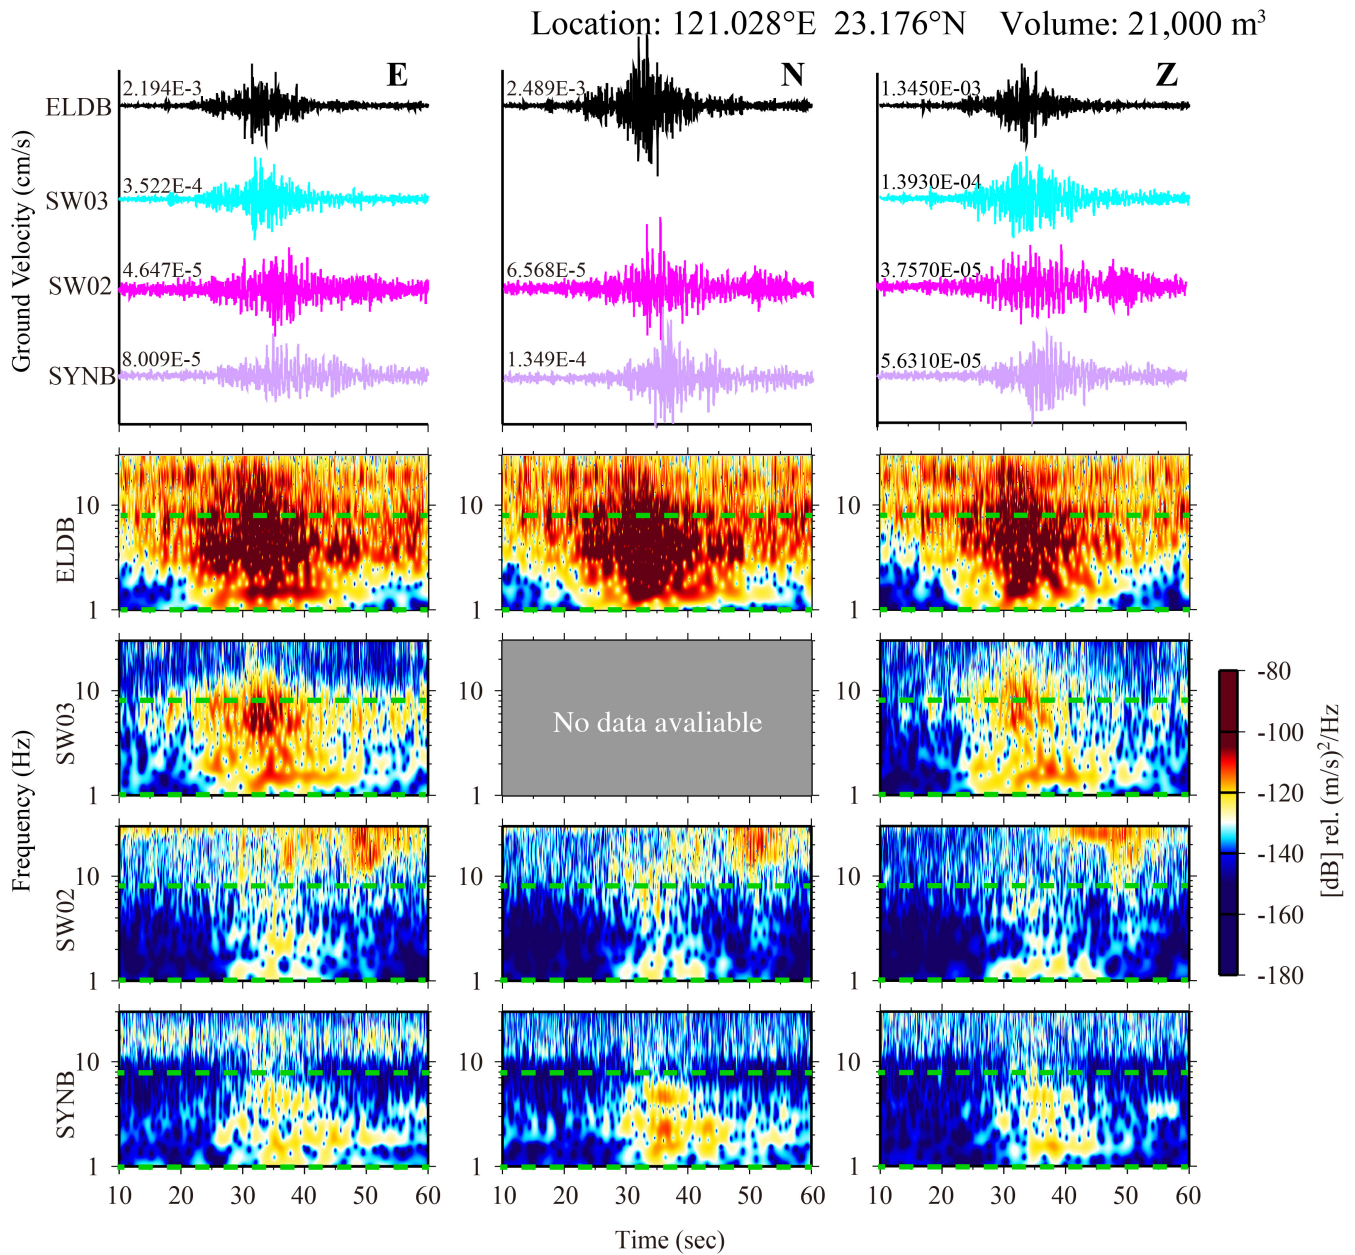 Location: 121.028°E 23.176°N Volume: 21,000 m³
E N Z
ELDB 2.194E-3 2.489E-3 1.3450E-03
SW03 3.522E-4 1.3930E-04
SW02 4.647E-5 6.568E-5 3.7570E-05
SYNB 8.009E-5 1.349E-4 5.6310E-05
Ground Velocity (cm/s)
ELDB
10 10 10
1 1 1
SW03
10 10 10
1 1 1
No data avaliable
SW02
10 10 10
1 1 1
SYNB
10 10 10
1 1 1
Frequency (Hz)
10 20 30 40 50 60 10 20 30 40 50 60 10 20 30 40 50 60
Time (sec)
-80
-100
-120
-140
-160
-180
[dB] rel. (m/s)²/Hz